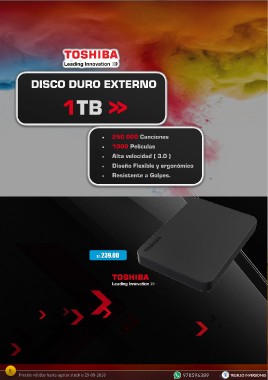 TOSHIBA
Leading Innovation >>>
DISCO DURO EXTERNO
1TB >>
- 250 000 Canciones
- 1000 Películas
- Alta velocidad ( 3.0 )
- Diseño Flexible y ergonómico
- Resistente a Golpes.
S/. 239.00
TOSHIBA
Leading Innovation >>>
978596389